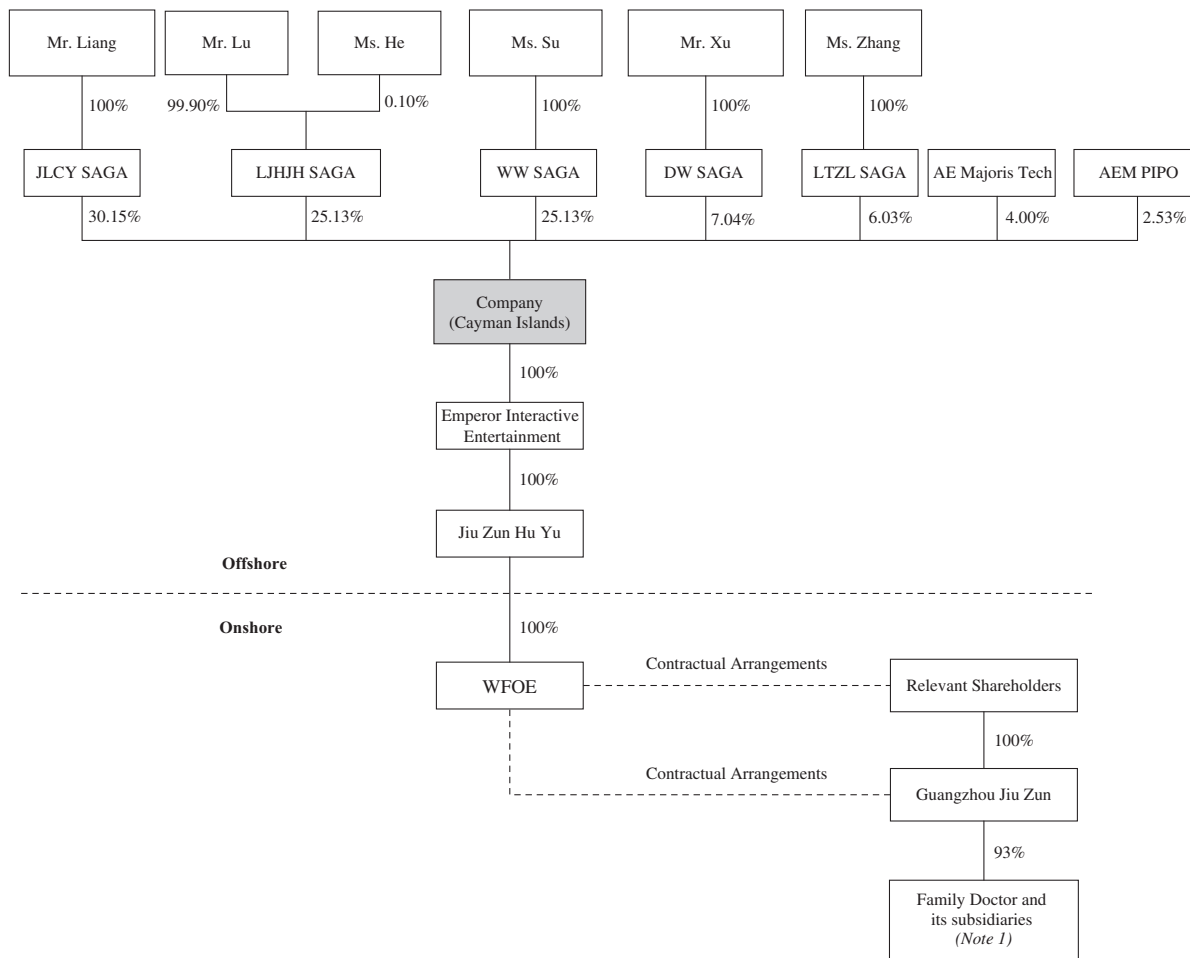 Mr. Liang
Mr. Lu
Ms. He
Ms. Su
Mr. Xu
Ms. Zhang
100%
99.90%
0.10%
100%
100%
100%
JLCY SAGA
LJHJH SAGA
WW SAGA
DW SAGA
LTZL SAGA
AE Majoris Tech
AEM PIPO
30.15%
25.13%
25.13%
7.04%
6.03%
4.00%
2.53%
Company
(Cayman Islands)
100%
Emperor Interactive
Entertainment
100%
Jiu Zun Hu Yu
Offshore
Onshore
100%
WFOE
Contractual Arrangements
Relevant Shareholders
100%
Contractual Arrangements
Guangzhou Jiu Zun
93%
Family Doctor and
its subsidiaries
(Note 1)